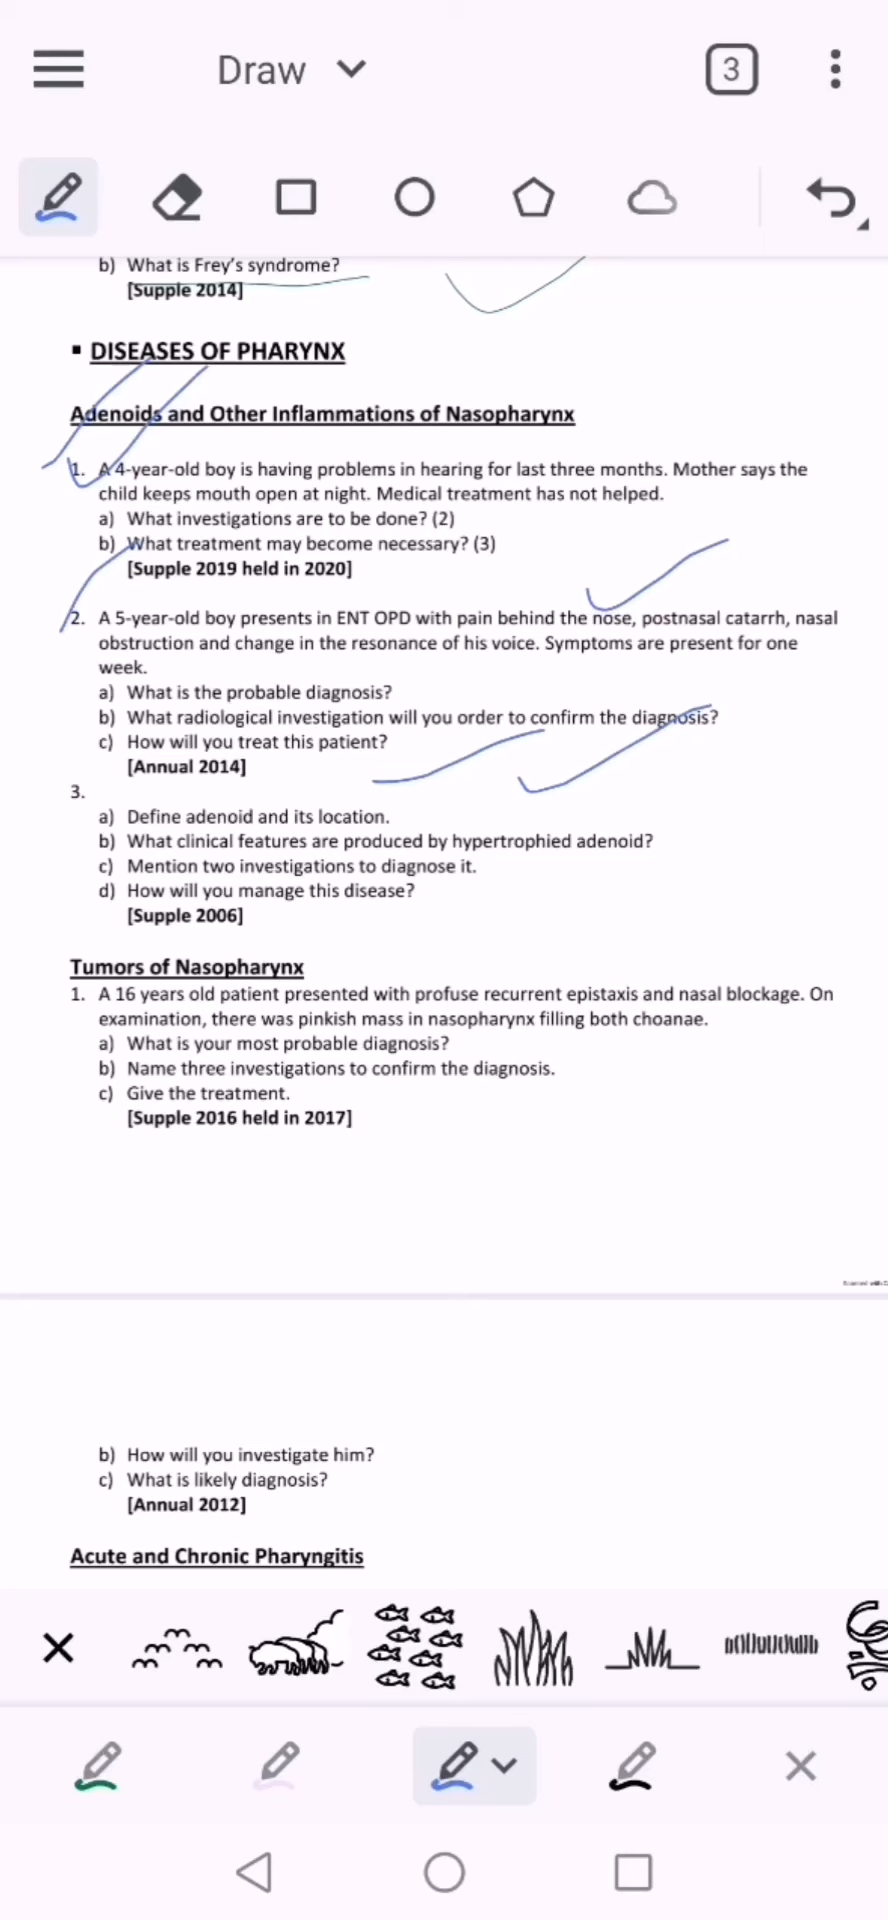 Draw
3
b) What is Frey's syndrome?
[Supple 2014]
▪ DISEASES OF PHARYNX
Adenoids and Other Inflammations of Nasopharynx
1. A 4-year-old boy is having problems in hearing for last three months. Mother says the
child keeps mouth open at night. Medical treatment has not helped.
a) What investigations are to be done? (2)
b) What treatment may become necessary? (3)
[Supple 2019 held in 2020]
2. A 5-year-old boy presents in ENT OPD with pain behind the nose, postnasal catarrh, nasal
obstruction and change in the resonance of his voice. Symptoms are present for one
week.
a) What is the probable diagnosis?
b) What radiological investigation will you order to confirm the diagnosis?
c) How will you treat this patient?
[Annual 2014]
3.
a) Define adenoid and its location.
b) What clinical features are produced by hypertrophied adenoid?
c) Mention two investigations to diagnose it.
d) How will you manage this disease?
[Supple 2006]
Tumors of Nasopharynx
1. A 16 years old patient presented with profuse recurrent epistaxis and nasal blockage. On
examination, there was pinkish mass in nasopharynx filling both choanae.
a) What is your most probable diagnosis?
b) Name three investigations to confirm the diagnosis.
c) Give the treatment.
[Supple 2016 held in 2017]
b) How will you investigate him?
c) What is likely diagnosis?
[Annual 2012]
Acute and Chronic Pharyngitis